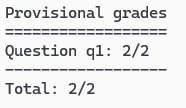 Provisional grades
==================
Question q1: 2/2
------------------
Total: 2/2